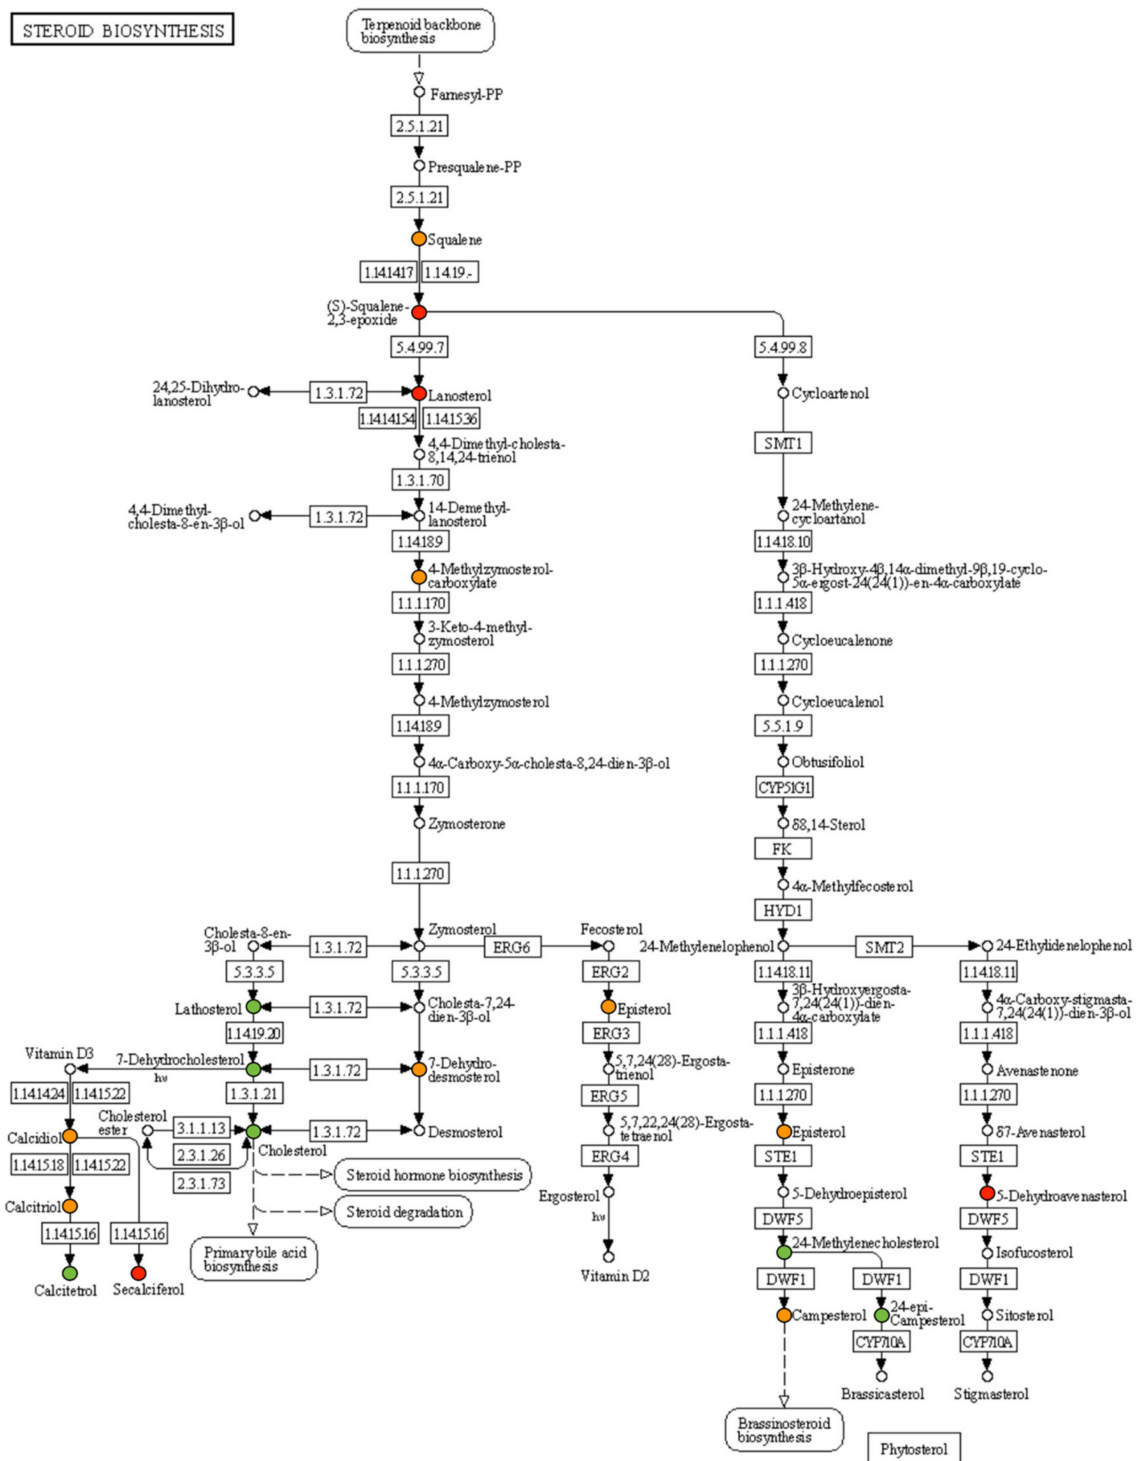 STEROID BIOSYNTHESIS
Terpenoid backbone
biosynthesis
Farnesyl-PP
2.5.1.21
Presqualene-PP
2.5.1.21
Squalene
1.14.14.17
1.14.19.-
(S)-Squalene-
2,3-epoxide
5.4.99.7
5.4.99.8
24,25-Dihydro-
lanosterol
1.3.1.72
Lanosterol
Cycloartenol
1.14.14.154
1.14.15.36
SMT1
4,4-Dimethyl-cholesta-
8,14,24-trienol
1.3.1.70
4,4-Dimethyl-
cholesta-8-en-3β-ol
1.3.1.72
14-Demethyl-
lanosterol
24-Methylene-
cycloartanol
1.14.18.9
1.14.18.10
4-Methylzymosterol-
carboxylate
3β-Hydroxy-4β,14α-dimethyl-9β,19-cyclo-
5α-ergost-24(24(1))-en-4α-carboxylate
1.1.1.170
1.1.1.418
3-Keto-4-methyl-
zymosterol
Cycloeucalenone
1.1.1.270
1.1.1.270
4-Methylzymosterol
Cycloeucalenol
1.14.18.9
5.5.1.9
4α-Carboxy-5α-cholesta-8,24-dien-3β-ol
Obtusifoliol
1.1.1.170
CYP51G1
Zymosterone
δ8,14-Sterol
FK
1.1.1.270
4α-Methylfecosterol
HYD1
Cholesta-8-en-
3β-ol
1.3.1.72
Zymosterol
ERG6
Fecosterol
24-Methylenelophenol
SMT2
24-Ethylidenelophenol
5.3.3.5
5.3.3.5
ERG2
1.14.18.11
1.14.18.11
Lathosterol
1.3.1.72
Cholesta-7,24-
dien-3β-ol
Episterol
3β-Hydroxyergosta-
7,24(24(1))-dien-
4α-carboxylate
4α-Carboxy-stigmasta-
7,24(24(1))-dien-3β-ol
1.14.19.20
ERG3
1.1.1.418
1.1.1.418
Vitamin D3
7-Dehydrocholesterol
hν
1.3.1.72
7-Dehydro-
desmosterol
5,7,24(28)-Ergosta-
trienol
Episterone
Avenastenone
1.14.14.24
1.14.15.22
1.3.1.21
ERG5
1.1.1.270
1.1.1.270
Calcidiol
Cholesterol
ester
3.1.1.13
Cholesterol
1.3.1.72
Desmosterol
5,7,22,24(28)-Ergosta-
tetraenol
Episterol
δ7-Avenasterol
1.14.15.18
1.14.15.22
2.3.1.26
2.3.1.73
ERG4
STE1
STE1
Steroid hormone biosynthesis
Calcitriol
Steroid degradation
Ergosterol
hν
5-Dehydroepisterol
5-Dehydroavenasterol
1.14.15.16
1.14.15.16
DWF5
DWF5
Primary bile acid
biosynthesis
Calcitetrol
Secalciferol
Vitamin D2
24-Methylenecholesterol
Isofucosterol
DWF1
DWF1
DWF1
Campesterol
24-epi-
Campesterol
Sitosterol
CYP710A
CYP710A
Brassicasterol
Stigmasterol
Brassinosteroid
biosynthesis
Phytosterol